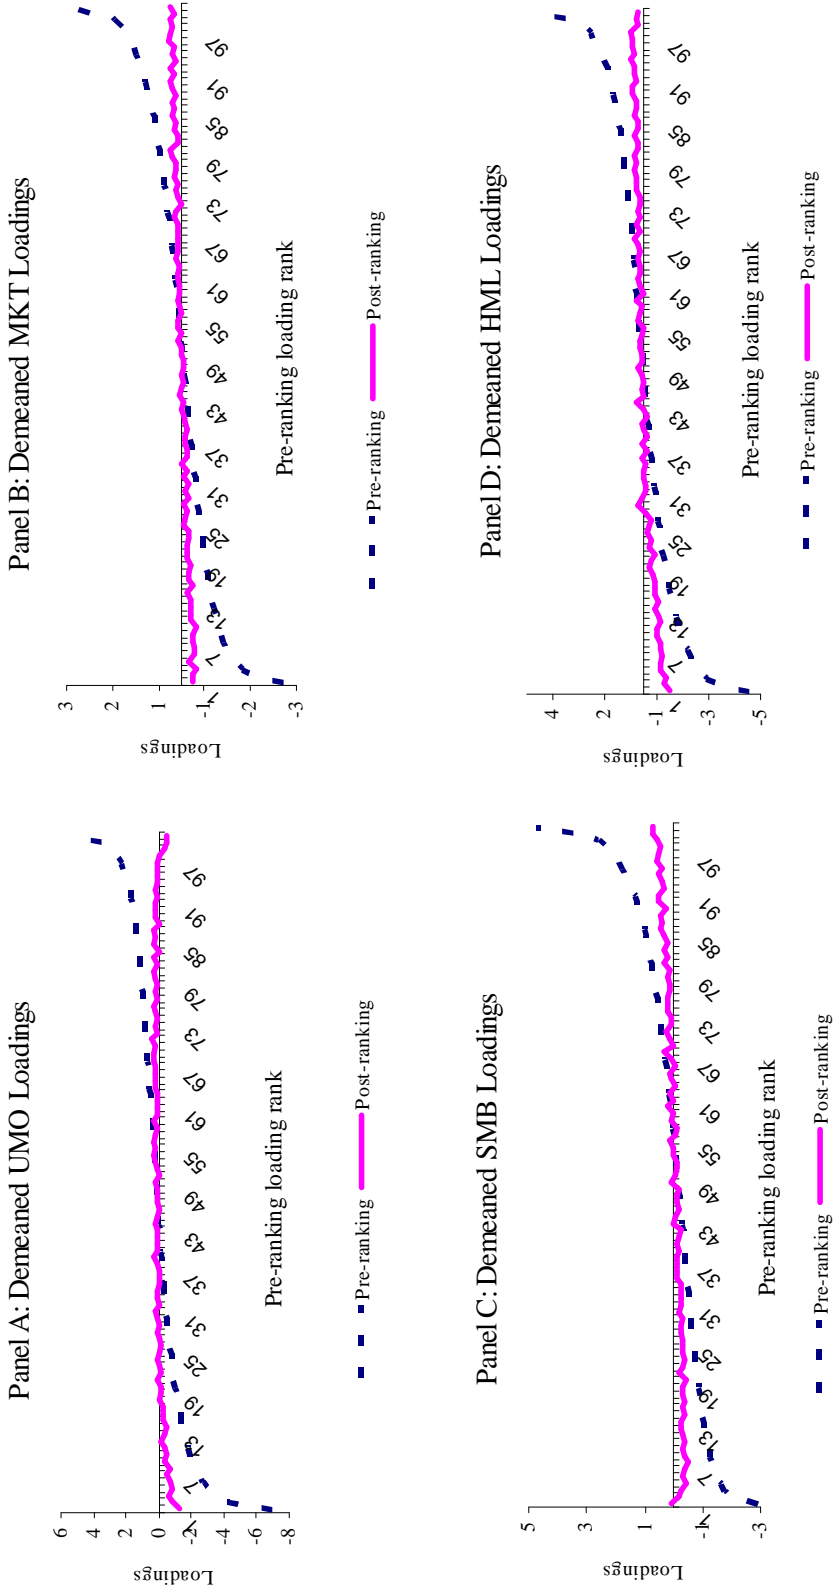 Panel A: Demeaned UMO Loadings
6
4
2
0
-2
-4
-6
-8
Loadings
1 7 13 19 25 31 37 43 49 55 61 67 73 79 85 91 97
Pre-ranking loading rank
Pre-ranking Post-ranking
Panel B: Demeaned MKT Loadings
3
2
1
-1
-2
-3
Loadings
1 7 13 19 25 31 37 43 49 55 61 67 73 79 85 91 97
Pre-ranking loading rank
Pre-ranking Post-ranking
Panel C: Demeaned SMB Loadings
5
3
1
-1
-3
Loadings
1 7 13 19 25 31 37 43 49 55 61 67 73 79 85 91 97
Pre-ranking loading rank
Pre-ranking Post-ranking
Panel D: Demeaned HML Loadings
4
2
-1
-3
-5
Loadings
1 7 13 19 25 31 37 43 49 55 61 67 73 79 85 91 97
Pre-ranking loading rank
Pre-ranking Post-ranking